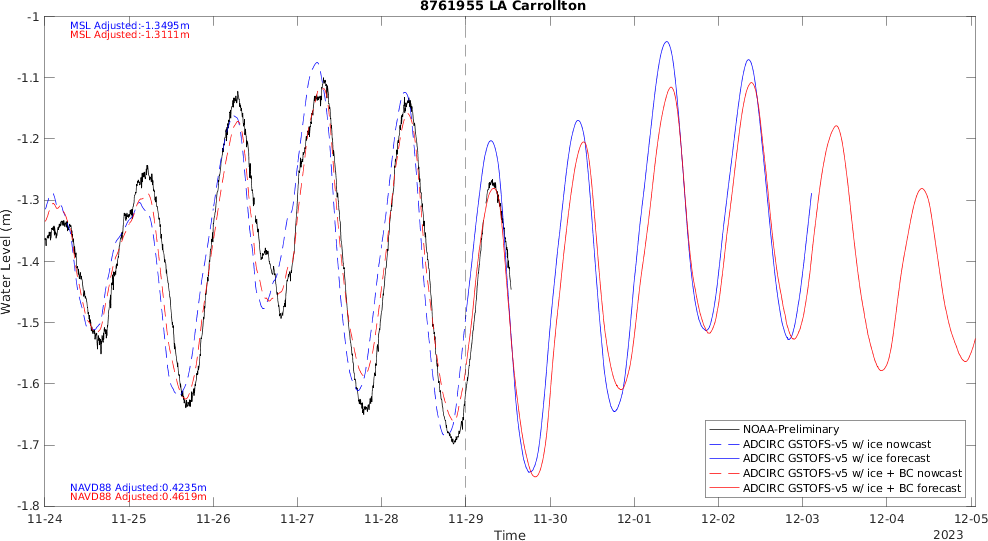 8761955 LA Carrollton
MSL Adjusted:-1.3495m
MSL Adjusted:-1.3111m
-1
-1.1
-1.2
-1.3
-1.4
-1.5
-1.6
-1.7
-1.8
Water Level (m)
NOAA-Preliminary
ADCIRC GSTOFS-v5 w/ ice nowcast
ADCIRC GSTOFS-v5 w/ ice forecast
ADCIRC GSTOFS-v5 w/ ice + BC nowcast
ADCIRC GSTOFS-v5 w/ ice + BC forecast
NAVD88 Adjusted:0.4235m
NAVD88 Adjusted:0.4619m
11-24 11-25 11-26 11-27 11-28 11-29 11-30 12-01 12-02 12-03 12-04 12-05
Time
2023